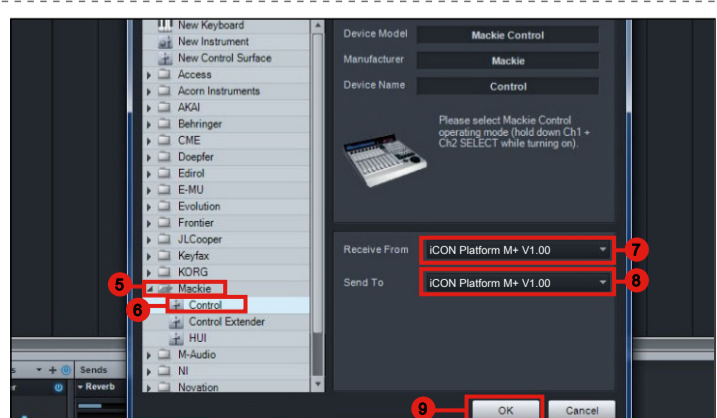 New Keyboard
New Instrument
New Control Surface
Access
Acorn Instruments
AKAI
Behringer
CME
Doepfer
Edirol
E-MU
Evolution
Frontier
JLCooper
Keyfax
KORG
5
Mackie
6
Control
Control Extender
HUI
M-Audio
NI
Novation
Device Model
Mackie Control
Manufacturer
Mackie
Device Name
Control
Please select Mackie Control
operating mode (hold down Ch1 +
Ch2 SELECT while turning on).
Receive From
iCON Platform M+ V1.00
7
Send To
iCON Platform M+ V1.00
8
Sends
Reverb
9
OK
Cancel